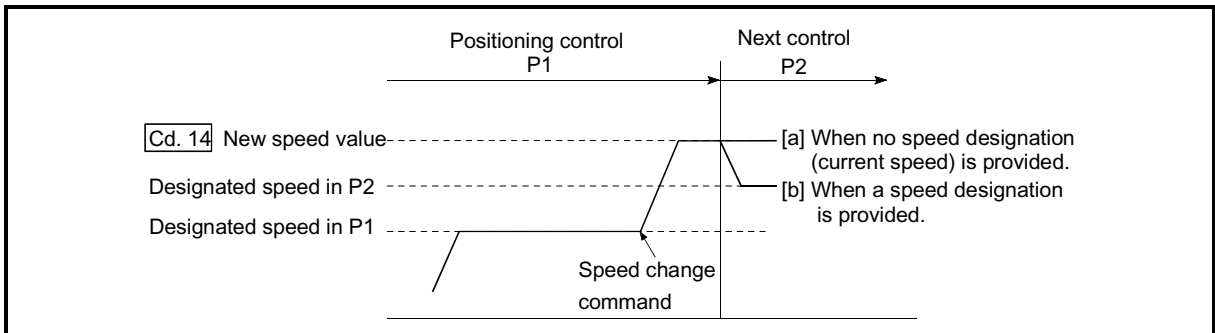 Positioning control
P1
Next control
P2
Cd. 14 New speed value
[a] When no speed designation
(current speed) is provided.
Designated speed in P2
[b] When a speed designation
is provided.
Designated speed in P1
Speed change
command